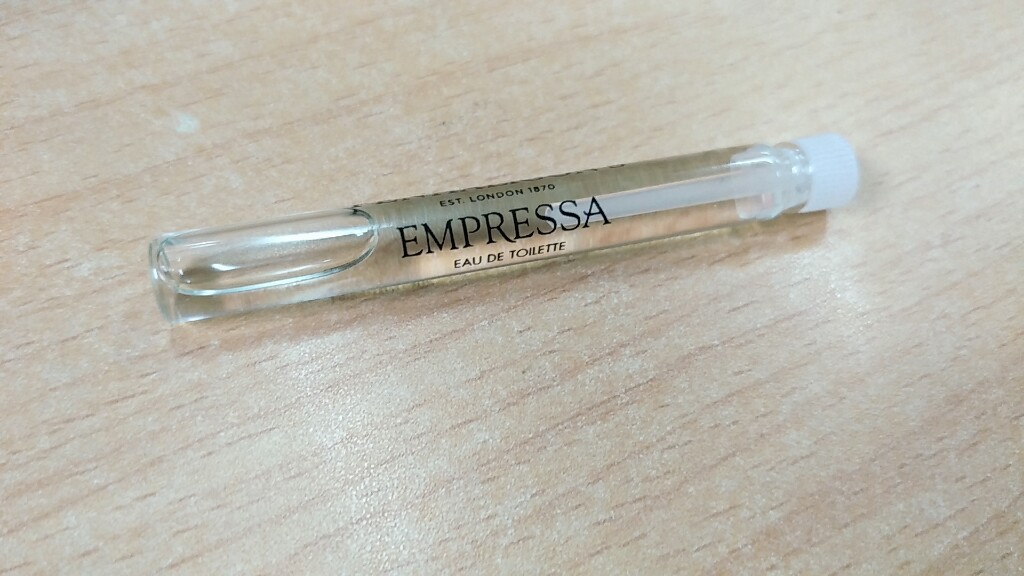 EST. LONDON 1870
EMPRESSA
EAU DE TOILETTE